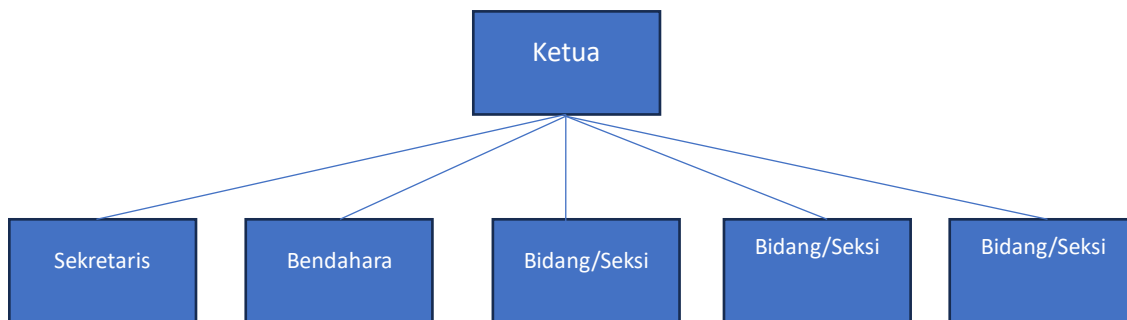 Ketua
Sekretaris
Bendahara
Bidang/Seksi
Bidang/Seksi
Bidang/Seksi